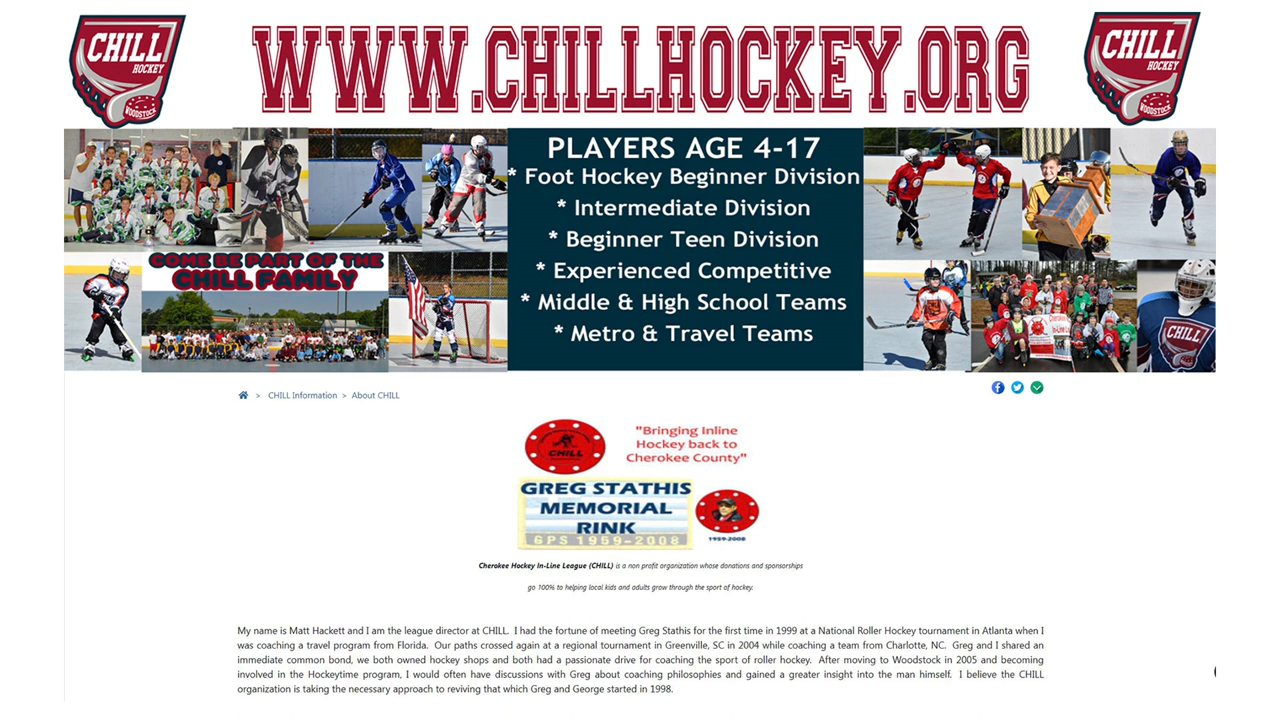 CHILL
HOCKEY
WOODSTOCK
WWW.CHILLHOCKEY.ORG
CHILL
HOCKEY
WOODSTOCK
PLAYERS AGE 4-17
* Foot Hockey Beginner Division
* Intermediate Division
* Beginner Teen Division
* Experienced Competitive
* Middle & High School Teams
* Metro & Travel Teams
COME BE PART OF THE
CHILL FAMILY
CHILL
> CHILL Information > About CHILL
CHILL
"Bringing Inline
Hockey back to
Cherokee County"
GREG STATHIS
MEMORIAL
RINK
GPS 1959-2008
1959-2008
Cherokee Hockey In-Line League (CHILL) is a non profit organization whose donations and sponsorships
go 100% to helping local kids and adults grow through the sport of hockey.
My name is Matt Hackett and I am the league director at CHILL. I had the fortune of meeting Greg Stathis for the first time in 1999 at a National Roller Hockey tournament in Atlanta when I
was coaching a travel program from Florida. Our paths crossed again at a regional tournament in Greenville, SC in 2004 while coaching a team from Charlotte, NC. Greg and I shared an
immediate common bond, we both owned hockey shops and both had a passionate drive for coaching the sport of roller hockey. After moving to Woodstock in 2005 and becoming
involved in the Hockeytime program, I would often have discussions with Greg about coaching philosophies and gained a greater insight into the man himself. I believe the CHILL
organization is taking the necessary approach to reviving that which Greg and George started in 1998.